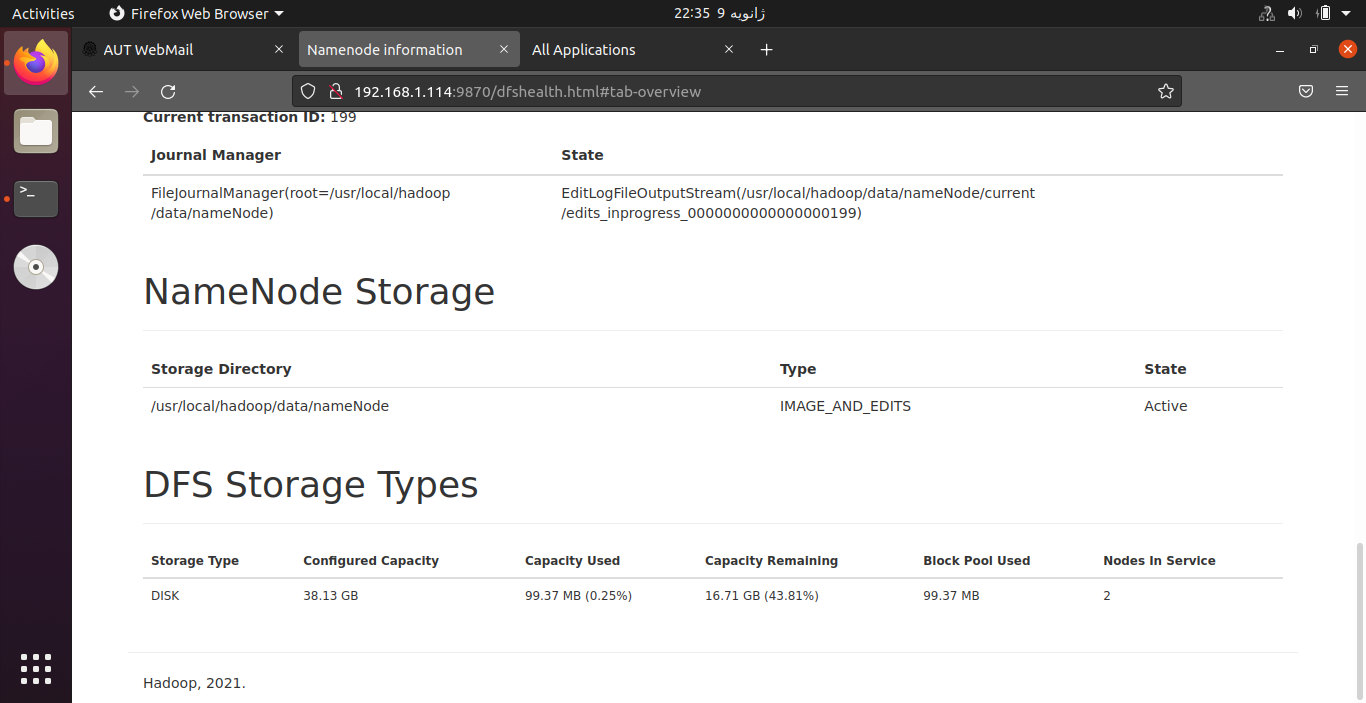 Activities
Firefox Web Browser
22:35 ژانویه 9
AUT WebMail
Namenode information
All Applications
192.168.1.114:9870/dfshealth.html#tab-overview
Current transaction ID: 199
Journal Manager State
FileJournalManager(root=/usr/local/hadoop EditLogFileOutputStream(/usr/local/hadoop/data/nameNode/current
/data/nameNode) /edits_inprogress_0000000000000000199)
NameNode Storage
Storage Directory Type State
/usr/local/hadoop/data/nameNode IMAGE_AND_EDITS Active
DFS Storage Types
Storage Type Configured Capacity Capacity Used Capacity Remaining Block Pool Used Nodes In Service
DISK 38.13 GB 99.37 MB (0.25%) 16.71 GB (43.81%) 99.37 MB 2
Hadoop, 2021.